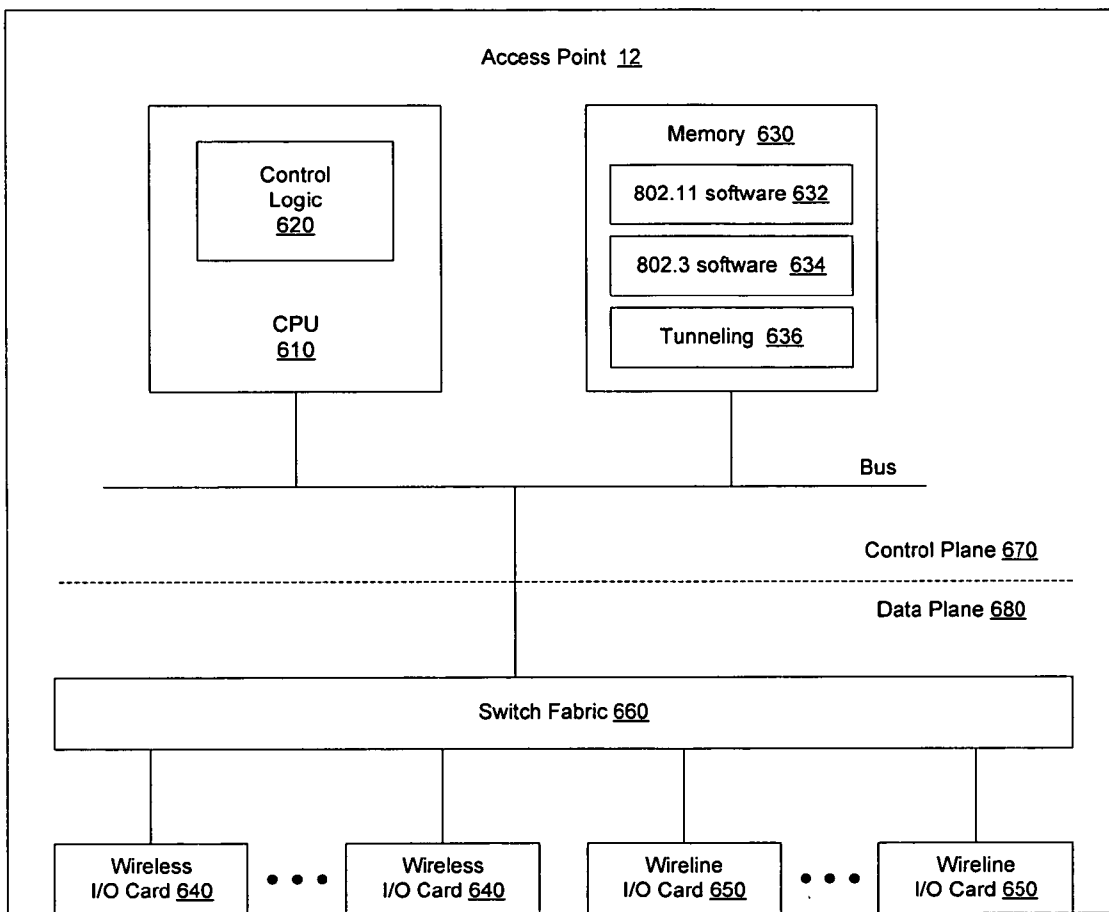 Access Point 12
Control
Logic
620
CPU
610
Memory 630
802.11 software 632
802.3 software 634
Tunneling 636
Bus
Control Plane 670
Data Plane 680
Switch Fabric 660
Wireless
I/O Card 640
Wireless
I/O Card 640
Wireline
I/O Card 650
Wireline
I/O Card 650